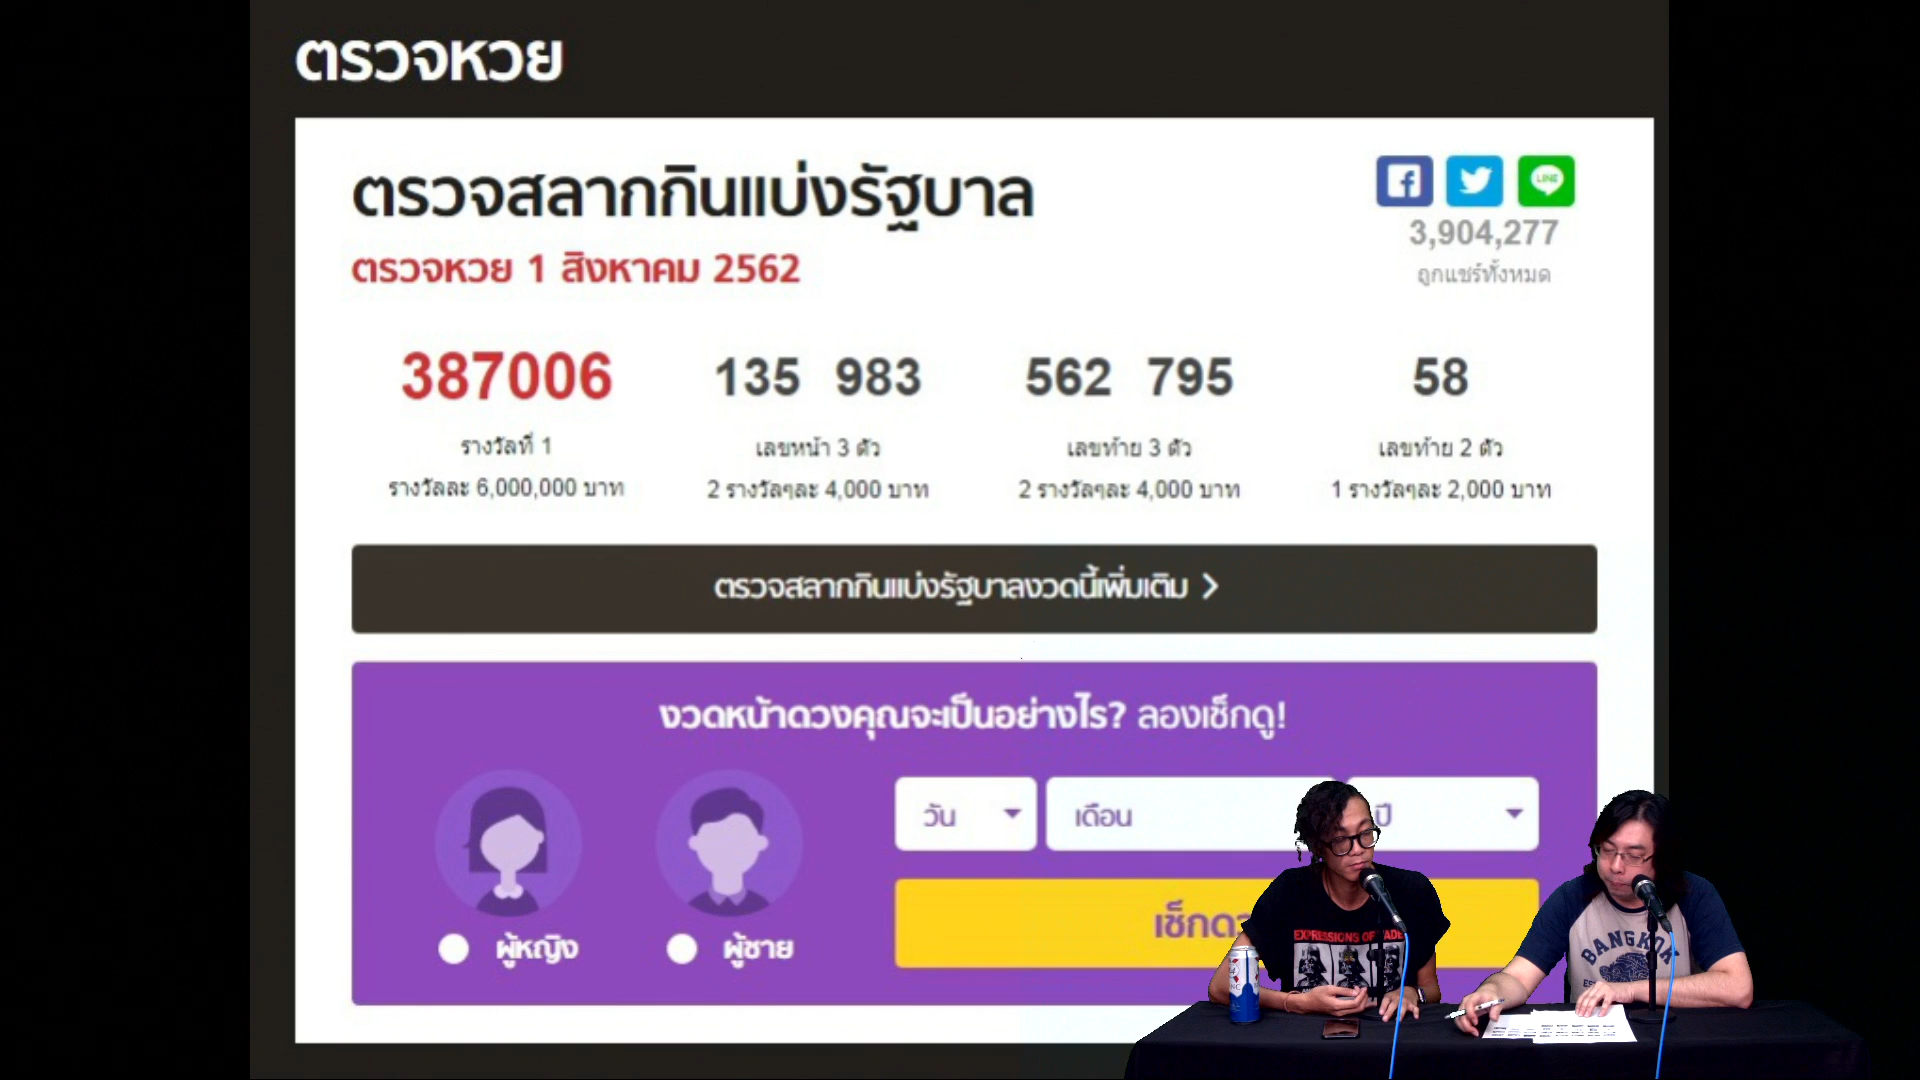 ตรวจหวย
ตรวจสลากกินแบ่งรัฐบาล
ตรวจหวย 1 สิงหาคม 2562
LINE
3,904,277
ถูกแชร์ทั้งหมด
387006 135 983 562 795 58
รางวัลที่ 1 เลขหน้า 3 ตัว เลขท้าย 3 ตัว เลขท้าย 2 ตัว
รางวัลละ 6,000,000 บาท 2 รางวัลๆละ 4,000 บาท 2 รางวัลๆละ 4,000 บาท 1 รางวัลๆละ 2,000 บาท
ตรวจสลากกินแบ่งรัฐบาลงวดนี้เพิ่มเติม
งวดหน้าดวงคุณจะเป็นอย่างไร? ลองเช็กดู!
วัน เดือน ปี
ผู้หญิง ผู้ชาย
เช็กด
EXPRESSIONS OF VADER
BANGKOK